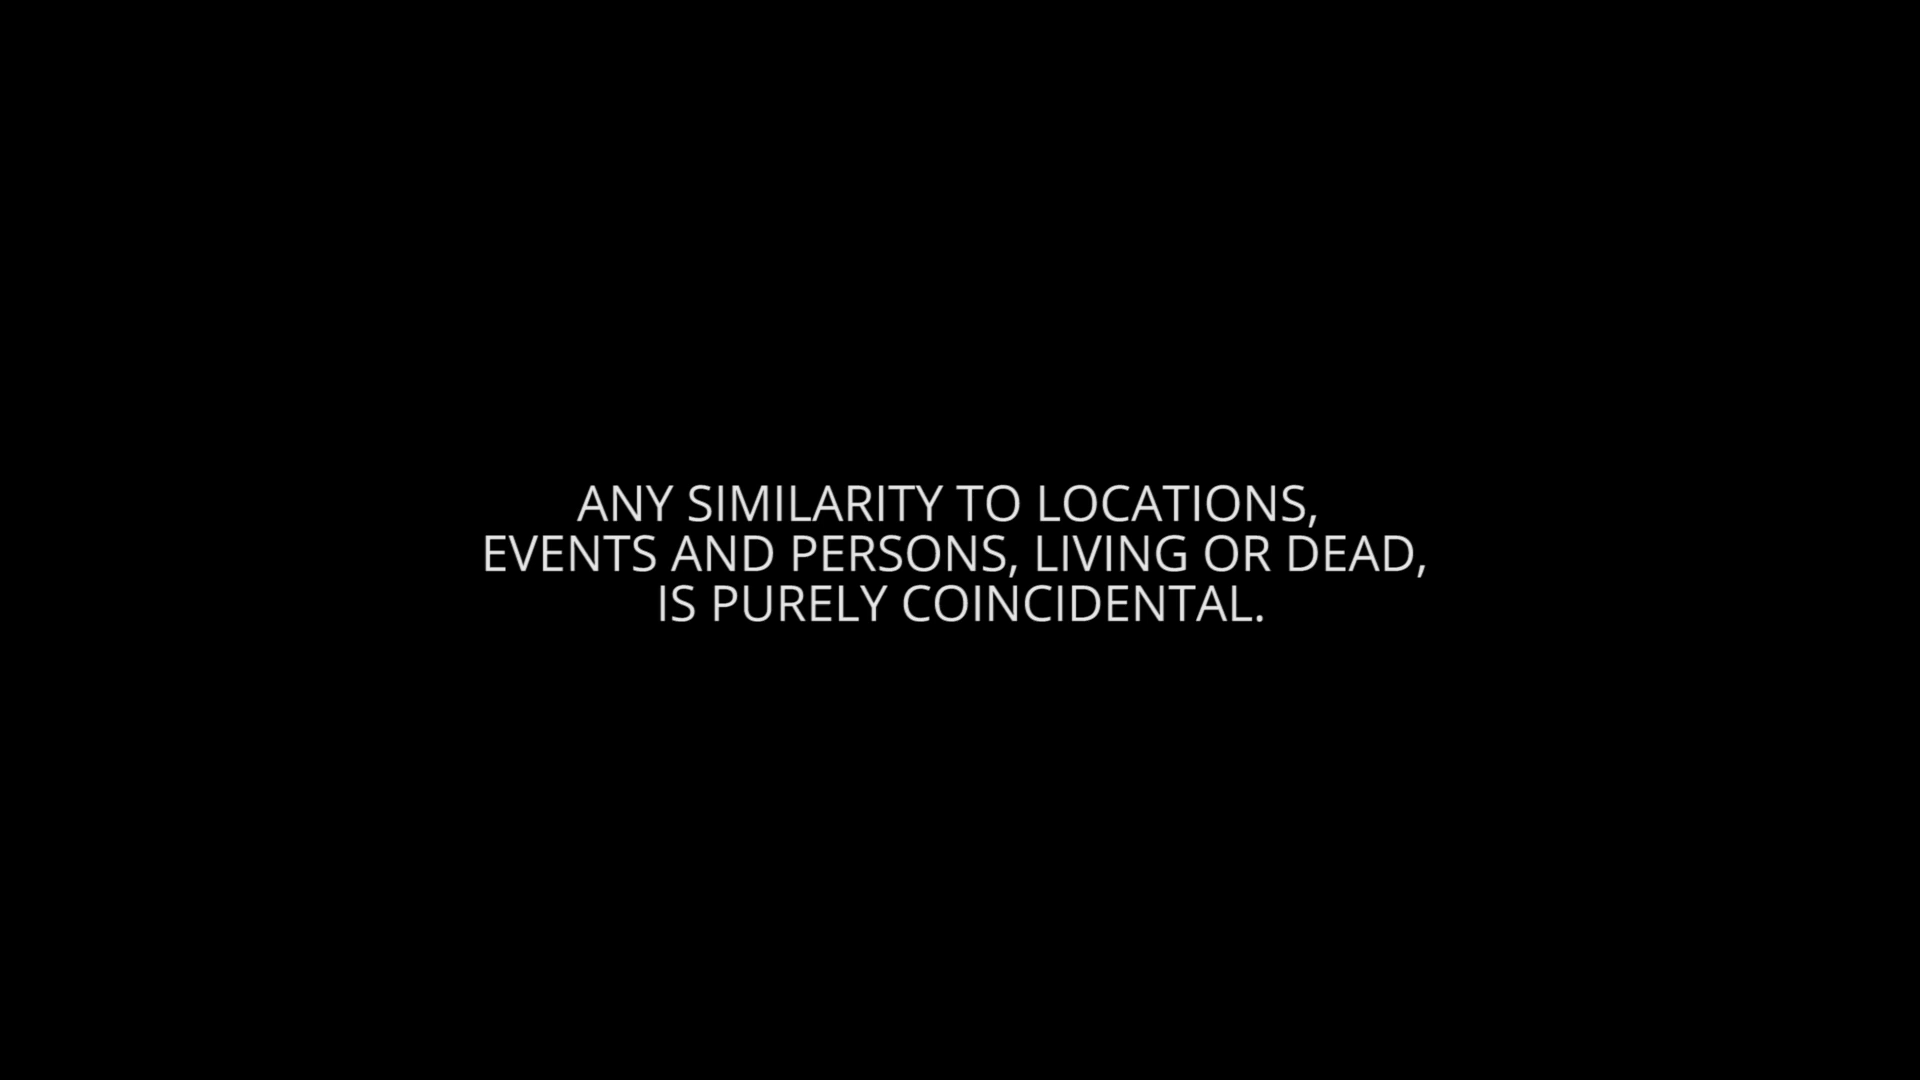 ANY SIMILARITY TO LOCATIONS,
EVENTS AND PERSONS, LIVING OR DEAD,
IS PURELY COINCIDENTAL.